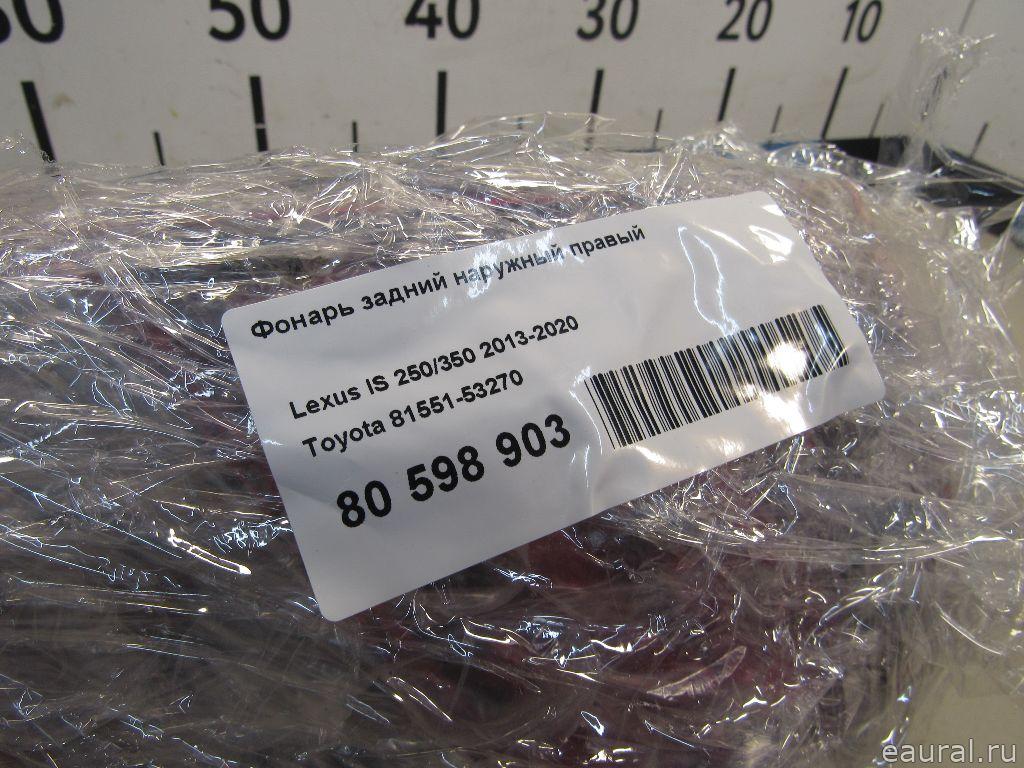 50 40 30 20 10
Фонарь задний наружный правый
Lexus IS 250/350 2013-2020
Toyota 81551-53270
80 598 903
eaural.ru